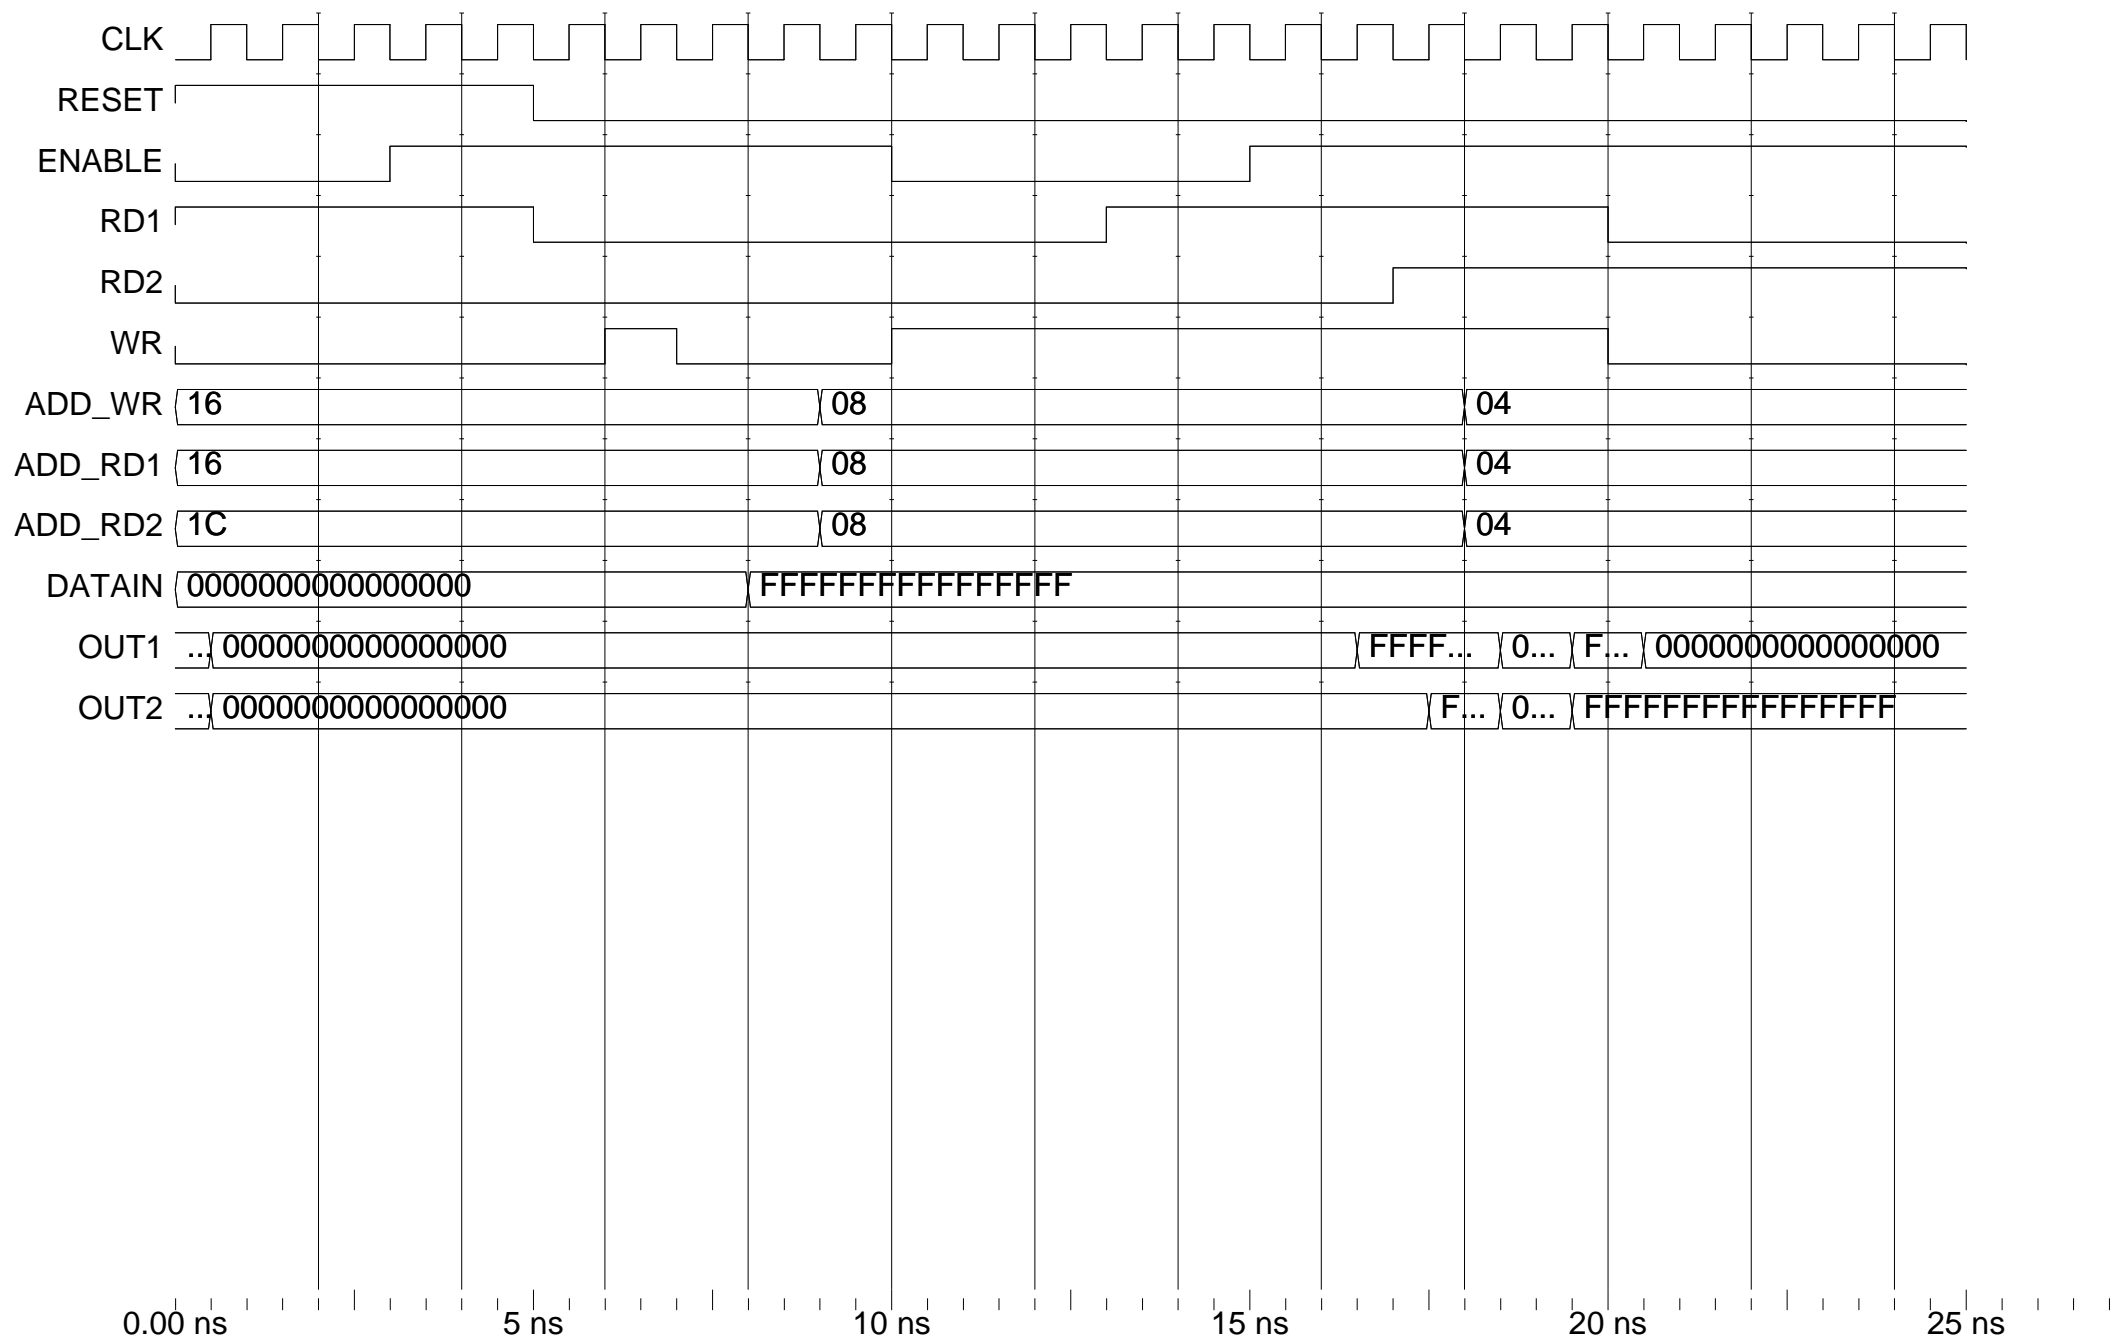 CLK
RESET
ENABLE
RD1
RD2
WR
ADD_WR 16 08 04
ADD_RD1 16 08 04
ADD_RD2 1C 08 04
DATAIN 0000000000000000 FFFFFFFFFFFFFFFF
OUT1 ... 0000000000000000 FFFF... 0... F... 0000000000000000
OUT2 ... 0000000000000000 F... 0... FFFFFFFFFFFFFFFF
0.00 ns 5 ns 10 ns 15 ns 20 ns 25 ns